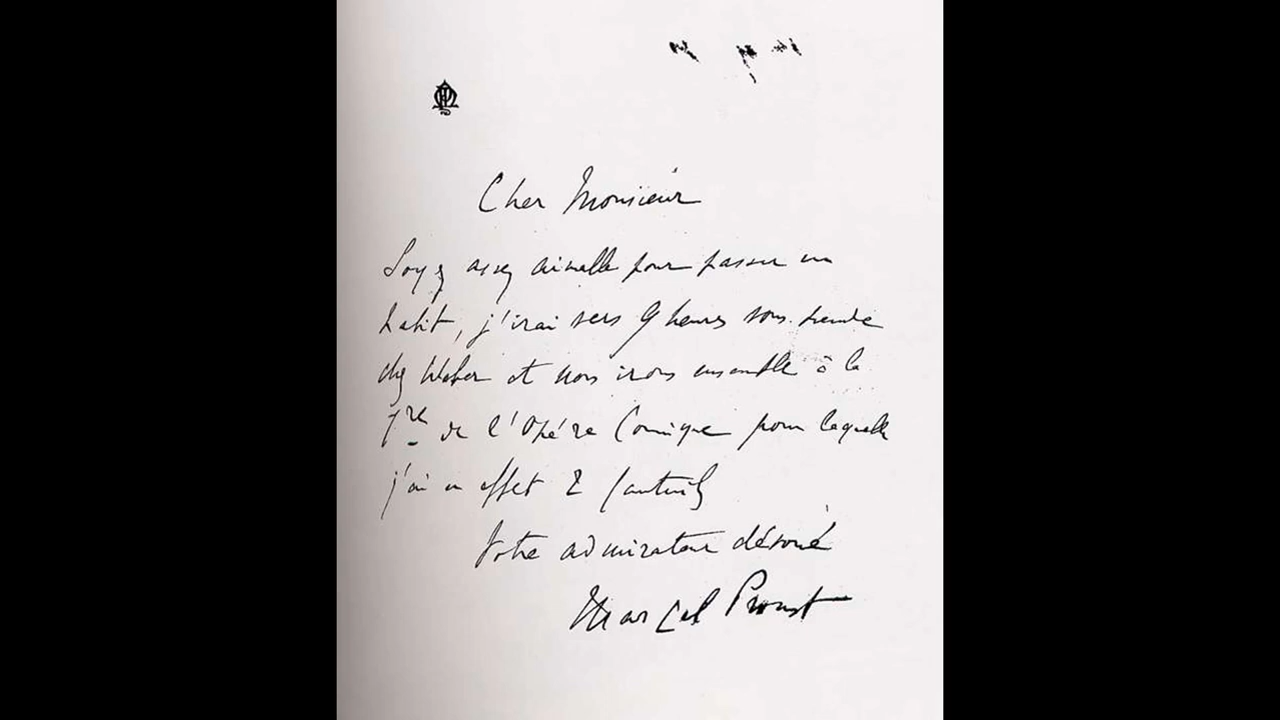 Cher Monsieur
Soyez assez aimable pour passer un
habit, j'irai vers 9 heures vous prendre
chez Weber et nous irons ensemble à la
1re de l'Opéra Comique pour laquelle
j'ai en effet 2 fauteuils
Votre admirateur dévoué
Marcel Proust